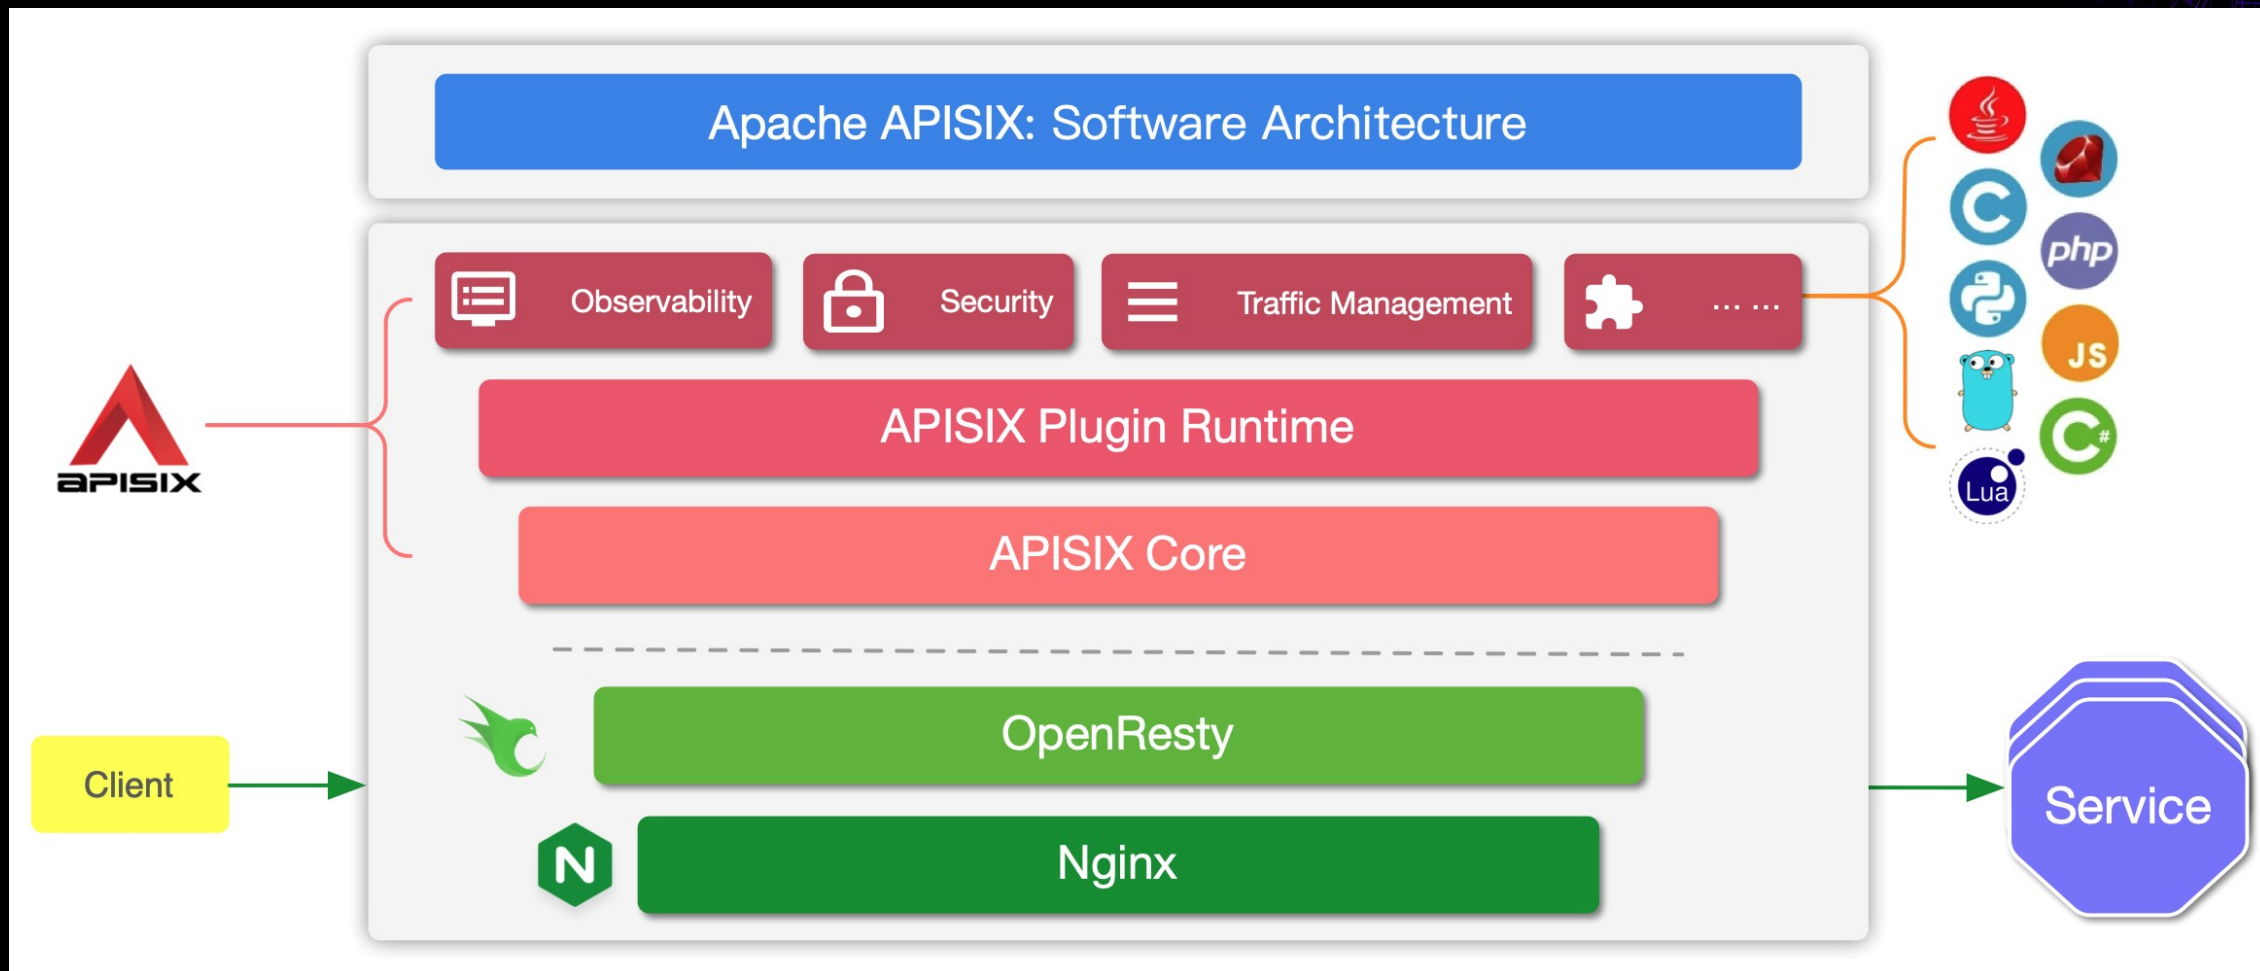 Apache APISIX: Software Architecture
Observability
Security
Traffic Management
... ...
APISIX Plugin Runtime
APISIX Core
OpenResty
Nginx
APISIX
Client
Service
php
JS
C
C#
Lua
N